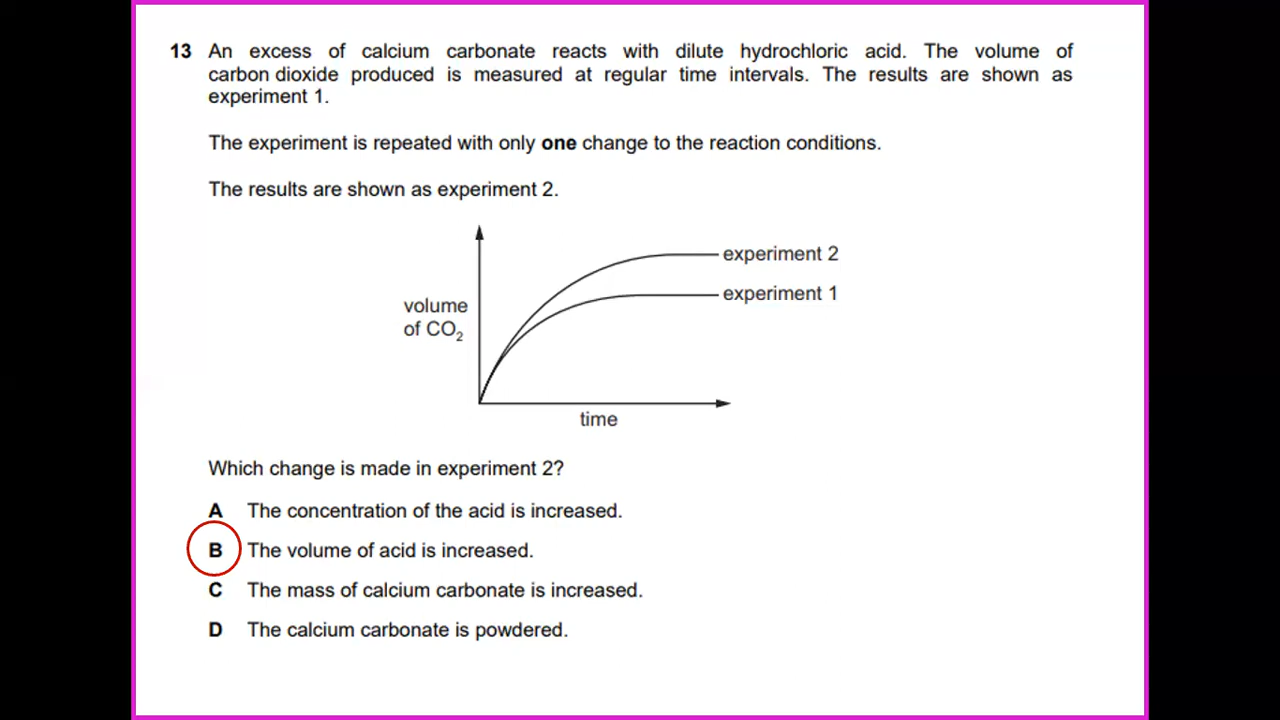 13 An excess of calcium carbonate reacts with dilute hydrochloric acid. The volume of
carbon dioxide produced is measured at regular time intervals. The results are shown as
experiment 1.
The experiment is repeated with only one change to the reaction conditions.
The results are shown as experiment 2.
experiment 2
experiment 1
volume
of CO₂
time
Which change is made in experiment 2?
A The concentration of the acid is increased.
B The volume of acid is increased.
C The mass of calcium carbonate is increased.
D The calcium carbonate is powdered.